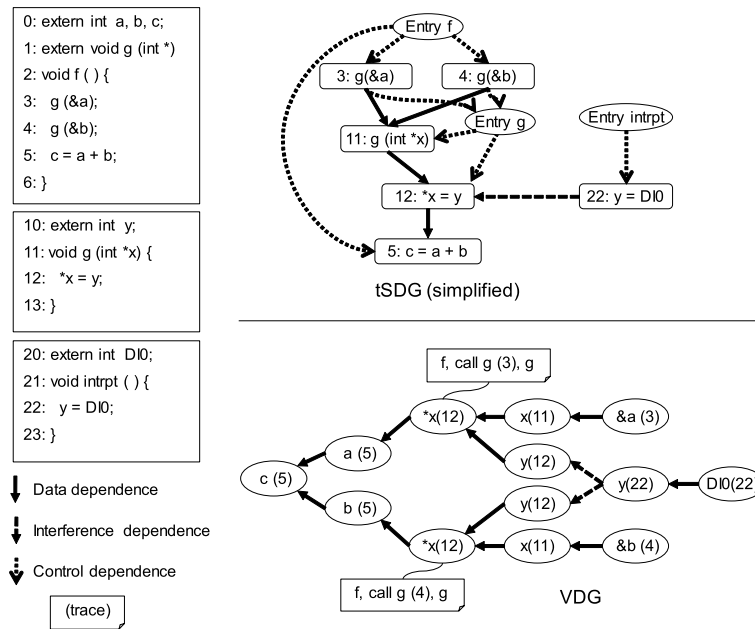 0: extern int a, b, c;
1: extern void g (int *)
2: void f ( ) {
3: g (&a);
4: g (&b);
5: c = a + b;
6: }
10: extern int y;
11: void g (int *x) {
12: *x = y;
13: }
20: extern int DI0;
21: void intrpt ( ) {
22: y = DI0;
23: }
Data dependence
Interference dependence
Control dependence
(trace)
Entry f
3: g(&a)
4: g(&b)
Entry g
Entry intrpt
11: g (int *x)
12: *x = y
22: y = DI0
5: c = a + b
tSDG (simplified)
f, call g (3), g
*x(12)
x(11)
&a (3)
a (5)
y(12)
c (5)
y(22)
DI0(22
b (5)
y(12)
*x(12)
x(11)
&b (4)
f, call g (4), g
VDG